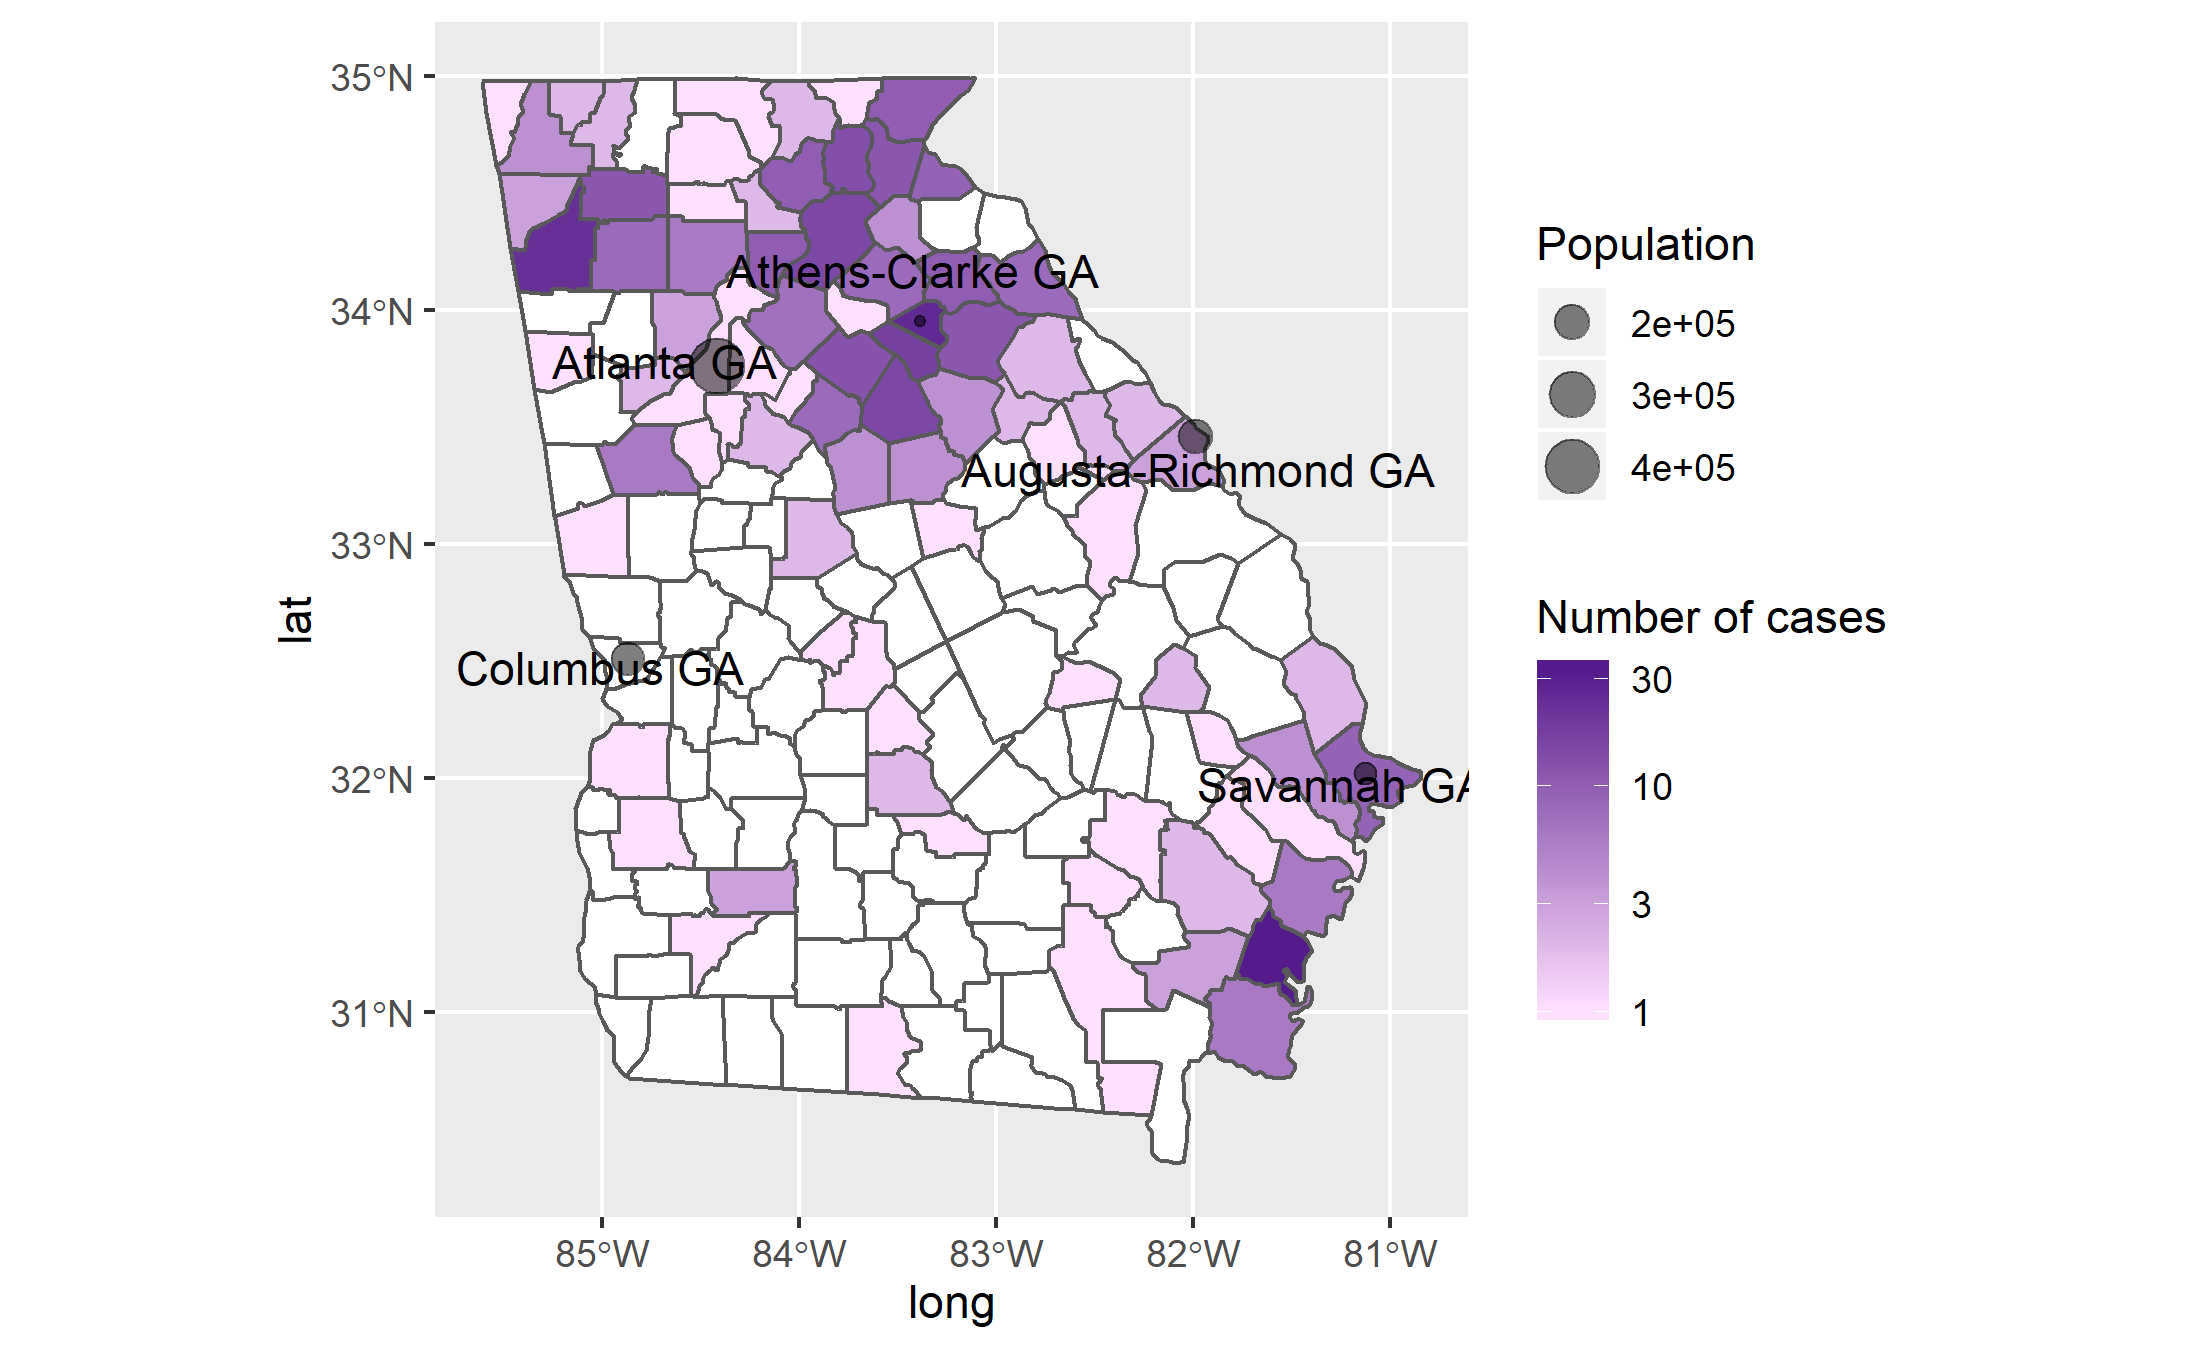 35°N
34°N
33°N
32°N
31°N
lat
Athens-Clarke GA
Atlanta GA
Augusta-Richmond GA
Columbus GA
Savannah GA
85°W
84°W
83°W
82°W
81°W
long
Population
2e+05
3e+05
4e+05
Number of cases
30
10
3
1